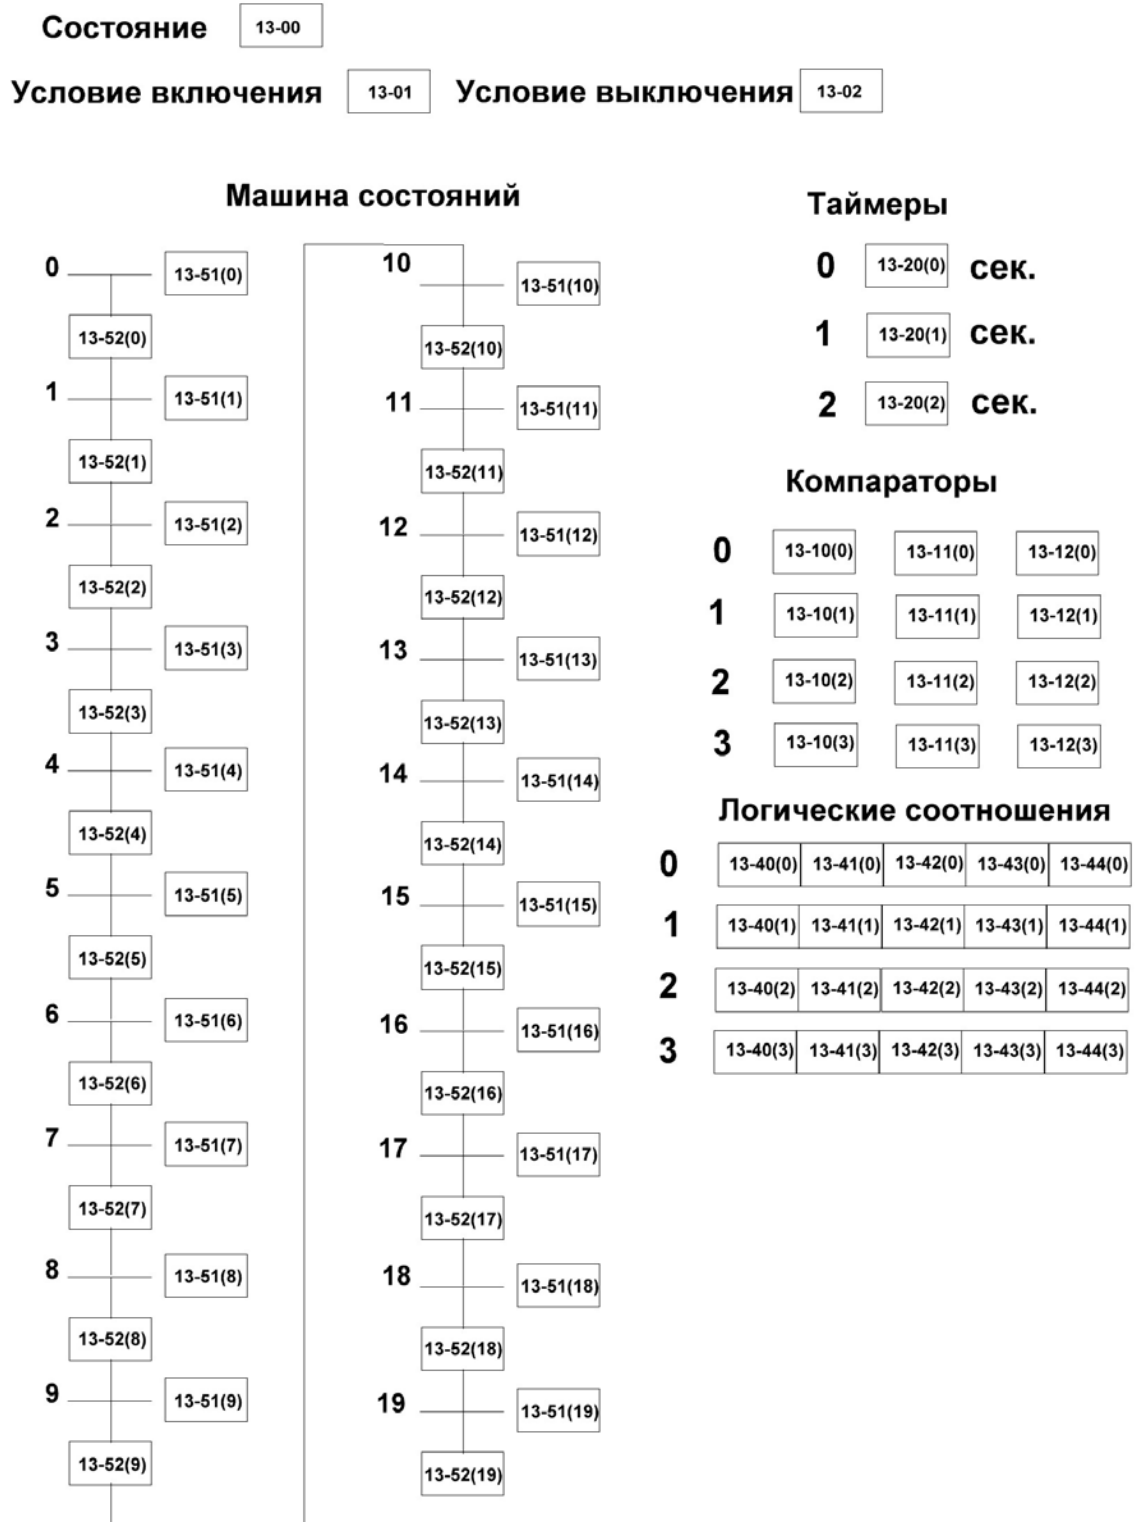 Состояние 13-00
Условие включения 13-01 Условие выключения 13-02
Машина состояний
0 13-51(0)
13-52(0)
1 13-51(1)
13-52(1)
2 13-51(2)
13-52(2)
3 13-51(3)
13-52(3)
4 13-51(4)
13-52(4)
5 13-51(5)
13-52(5)
6 13-51(6)
13-52(6)
7 13-51(7)
13-52(7)
8 13-51(8)
13-52(8)
9 13-51(9)
13-52(9)
10 13-51(10)
13-52(10)
11 13-51(11)
13-52(11)
12 13-51(12)
13-52(12)
13 13-51(13)
13-52(13)
14 13-51(14)
13-52(14)
15 13-51(15)
13-52(15)
16 13-51(16)
13-52(16)
17 13-51(17)
13-52(17)
18 13-51(18)
13-52(18)
19 13-51(19)
13-52(19)
Таймеры
0 13-20(0) сек.
1 13-20(1) сек.
2 13-20(2) сек.
Компараторы
0 13-10(0) 13-11(0) 13-12(0)
1 13-10(1) 13-11(1) 13-12(1)
2 13-10(2) 13-11(2) 13-12(2)
3 13-10(3) 13-11(3) 13-12(3)
Логические соотношения
0 13-40(0) 13-41(0) 13-42(0) 13-43(0) 13-44(0)
1 13-40(1) 13-41(1) 13-42(1) 13-43(1) 13-44(1)
2 13-40(2) 13-41(2) 13-42(2) 13-43(2) 13-44(2)
3 13-40(3) 13-41(3) 13-42(3) 13-43(3) 13-44(3)